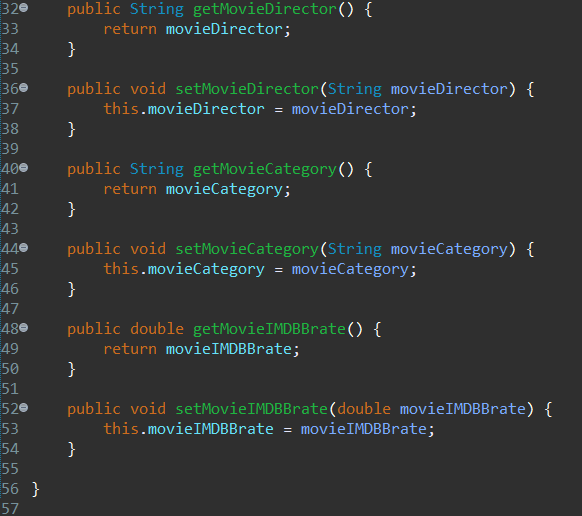 32 public String getMovieDirector() {
33 return movieDirector;
34 }
35
36 public void setMovieDirector(String movieDirector) {
37 this.movieDirector = movieDirector;
38 }
39
40 public String getMovieCategory() {
41 return movieCategory;
42 }
43
44 public void setMovieCategory(String movieCategory) {
45 this.movieCategory = movieCategory;
46 }
47
48 public double getMovieIMDBBrate() {
49 return movieIMDBBrate;
50 }
51
52 public void setMovieIMDBBrate(double movieIMDBBrate) {
53 this.movieIMDBBrate = movieIMDBBrate;
54 }
55
56 }
57